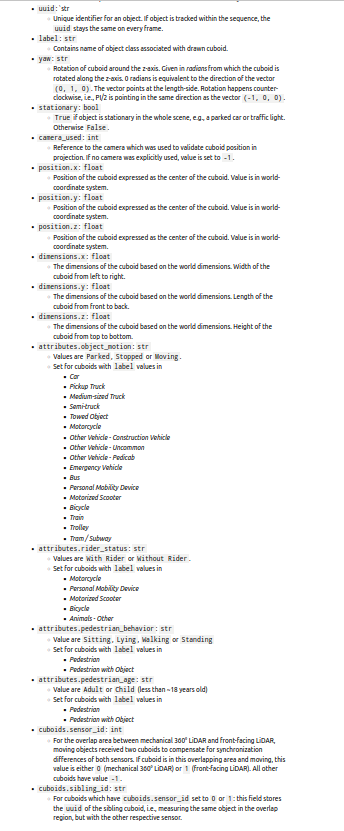 uuid:`str
Unique identifier for an object. If object is tracked within the sequence, the
uuid stays the same on every frame.
label: str
Contains name of object class associated with drawn cuboid.
yaw: str
Rotation of cuboid around the z-axis. Given in radians from which the cuboid is
rotated along the z-axis. 0 radians is equivalent to the direction of the vector
(0, 1, 0). The vector points at the length-side. Rotation happens counter-
clockwise, i.e., PI/2 is pointing in the same direction as the vector (-1, 0, 0).
stationary: bool
True if object is stationary in the whole scene, e.g., a parked car or traffic light.
Otherwise False.
camera_used: int
Reference to the camera which was used to validate cuboid position in
projection. If no camera was explicitly used, value is set to -1.
position.x: float
Position of the cuboid expressed as the center of the cuboid. Value is in world-
coordinate system.
position.y: float
Position of the cuboid expressed as the center of the cuboid. Value is in world-
coordinate system.
position.z: float
Position of the cuboid expressed as the center of the cuboid. Value is in world-
coordinate system.
dimensions.x: float
The dimensions of the cuboid based on the world dimensions. Width of the
cuboid from left to right.
dimensions.y: float
The dimensions of the cuboid based on the world dimensions. Length of the
cuboid from front to back.
dimensions.z: float
The dimensions of the cuboid based on the world dimensions. Height of the
cuboid from top to bottom.
attributes.object_motion: str
Values are Parked, Stopped or Moving.
Set for cuboids with label values in
Car
Pickup Truck
Medium-sized Truck
Semi-truck
Towed Object
Motorcycle
Other Vehicle - Construction Vehicle
Other Vehicle - Uncommon
Other Vehicle - Pedicab
Emergency Vehicle
Bus
Personal Mobility Device
Motorized Scooter
Bicycle
Train
Trolley
Tram / Subway
attributes.rider_status: str
Values are With Rider or Without Rider.
Set for cuboids with label values in
Motorcycle
Personal Mobility Device
Motorized Scooter
Bicycle
Animals - Other
attributes.pedestrian_behavior: str
Value are Sitting, Lying, Walking or Standing
Set for cuboids with label values in
Pedestrian
Pedestrian with Object
attributes.pedestrian_age: str
Value are Adult or Child (less than ~18 years old)
Set for cuboids with label values in
Pedestrian
Pedestrian with Object
cuboids.sensor_id: int
For the overlap area between mechanical 360° LiDAR and front-facing LiDAR,
moving objects received two cuboids to compensate for synchronization
differences of both sensors. If cuboid is in this overlapping area and moving, this
value is either 0 (mechanical 360° LiDAR) or 1 (front-facing LiDAR). All other
cuboids have value -1.
cuboids.sibling_id: str
For cuboids which have cuboids.sensor_id set to 0 or 1: this field stores
the uuid of the sibling cuboid, i.e., measuring the same object in the overlap
region, but with the other respective sensor.